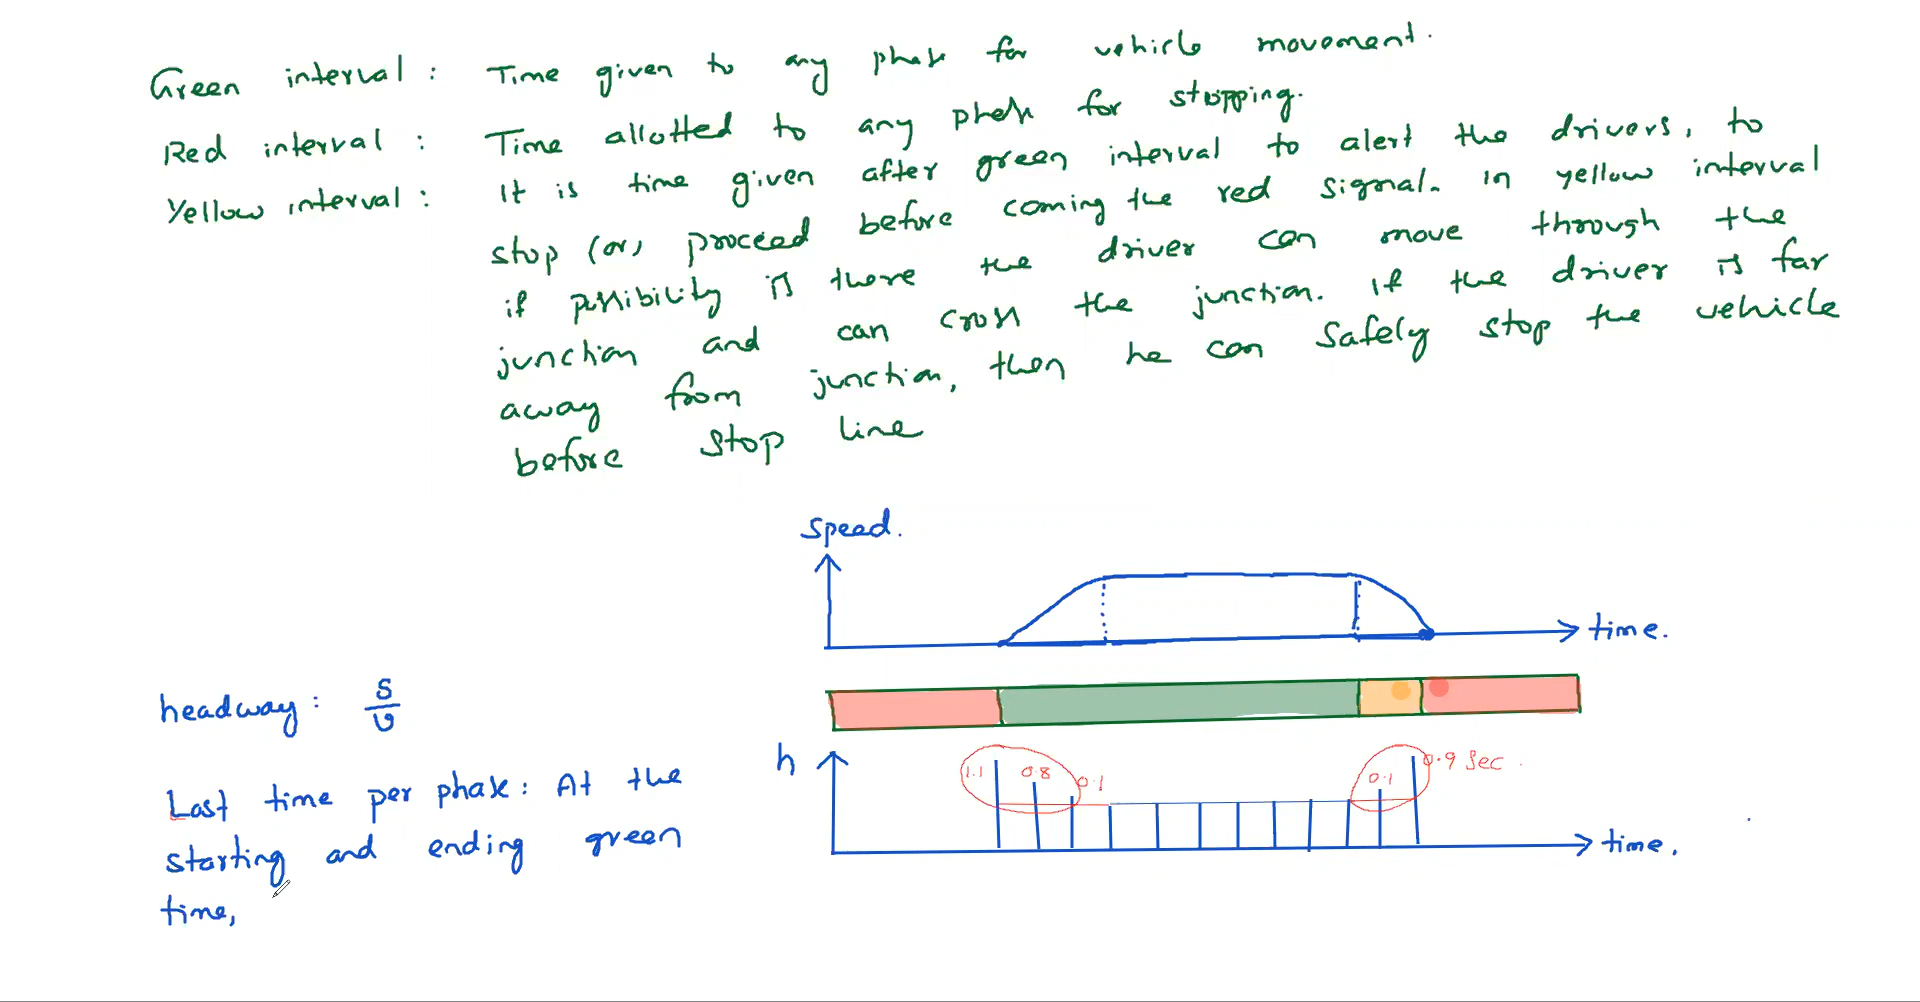 Green interval : Time given to any phase for vehicle movement.
Red interval : Time allotted to any phase for stopping.
Yellow interval : It is time given after green interval to alert the drivers, to
stop (or) proceed before coming the red signal. in yellow interval
if possibility is there the driver can move through the
junction and can cross the junction. If the driver is far
away from junction, then he can safely stop the vehicle
before stop line
speed.
time.
headway : s
v
h
1.1 0.8 0.1 0.1 0.9 sec
time.
Last time per phase : At the
starting and ending green
time,